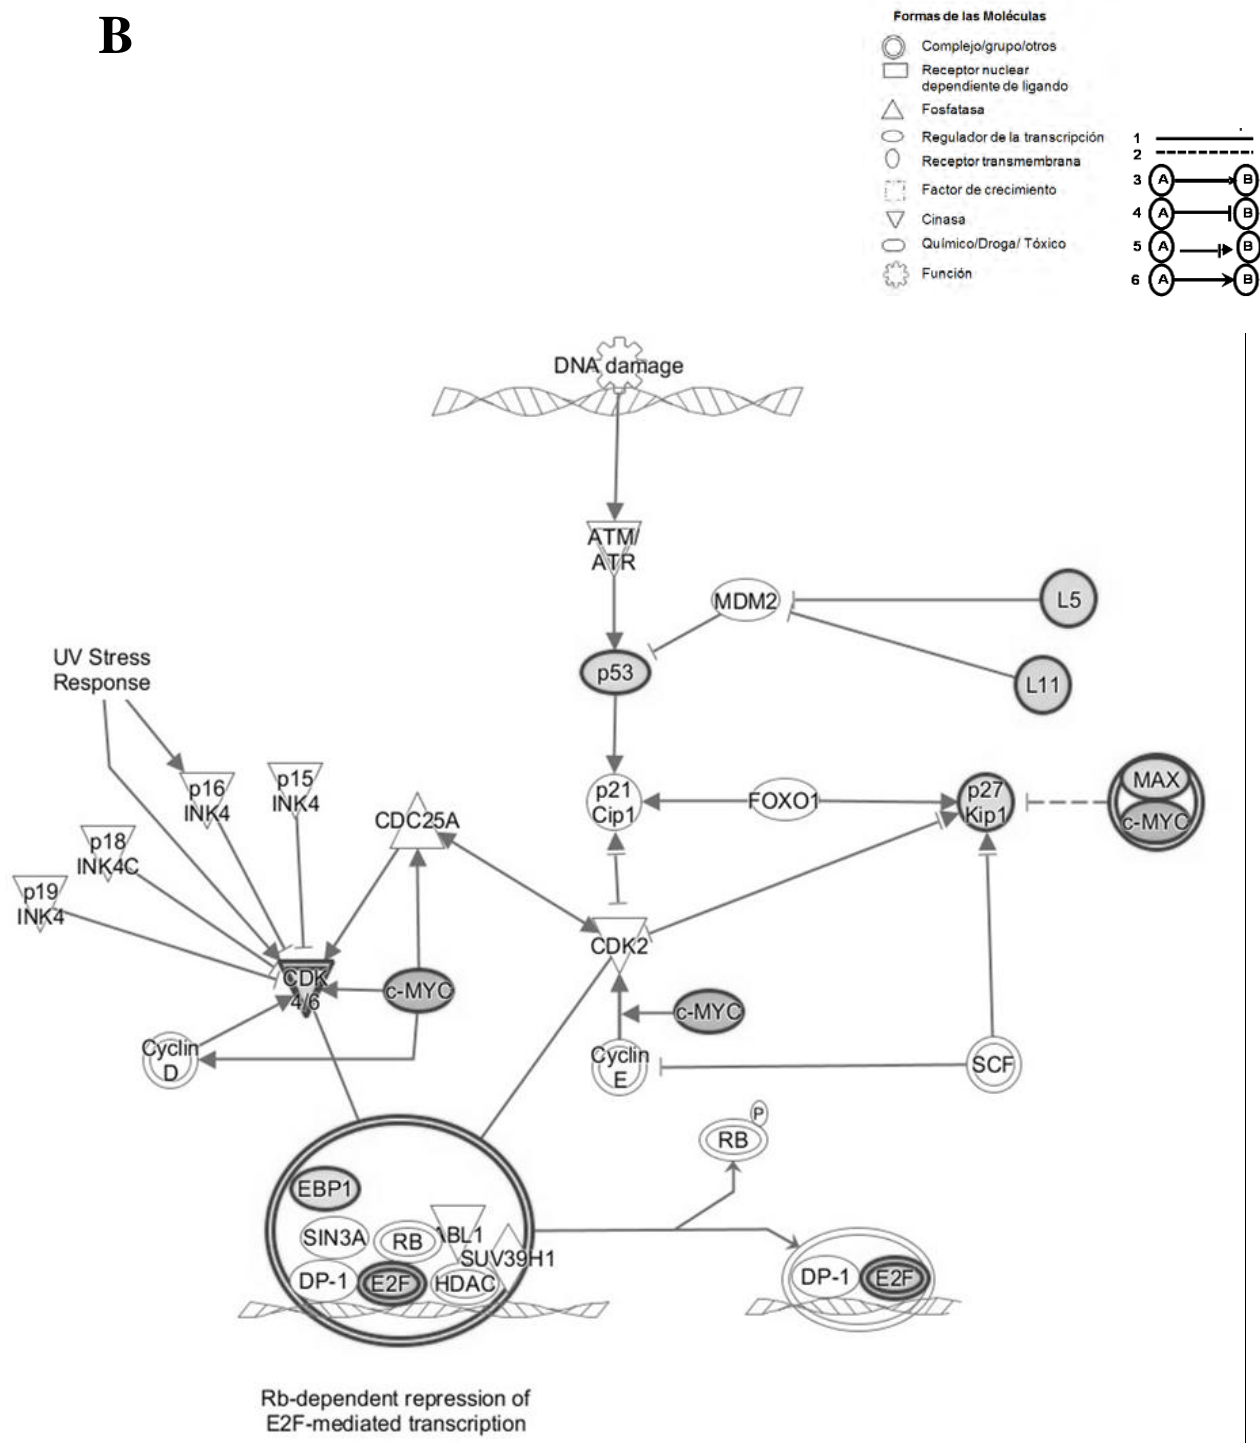 B
Formas de las Moléculas
Complejo/grupo/otros
Receptor nuclear
dependiente de ligando
Fosfatasa
Regulador de la transcripción
Receptor transmembrana
Factor de crecimiento
Cinasa
Químico/Droga/ Tóxico
Función
1
2
3 A B
4 A B
5 A B
6 A B
DNA damage
ATM/
ATR
MDM2
L5
p53
L11
UV Stress
Response
p16
INK4
p15
INK4
p18
INK4C
p19
INK4
CDC25A
p21
Cip1
FOXO1
p27
Kip1
MAX
c-MYC
CDK2
CDK
4/6
c-MYC
c-MYC
Cyclin
D
Cyclin
E
SCF
P
RB
EBP1
SIN3A
RB
ABL1
SUV39H1
DP-1
E2F
HDAC
DP-1
E2F
Rb-dependent repression of
E2F-mediated transcription